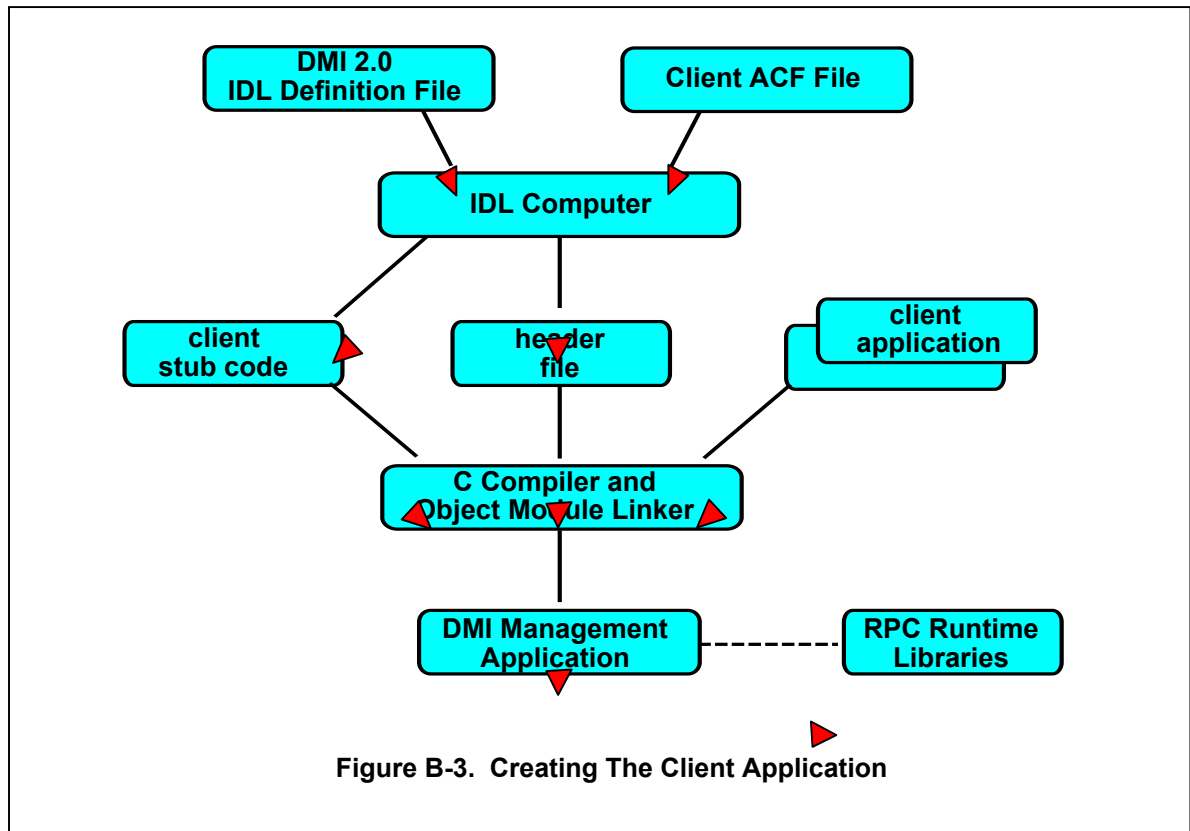 DMI 2.0
IDL Definition File
Client ACF File
IDL Computer
client
stub code
header
file
client
application
C Compiler and
Object Module Linker
DMI Management
Application
RPC Runtime
Libraries
Figure B-3. Creating The Client Application